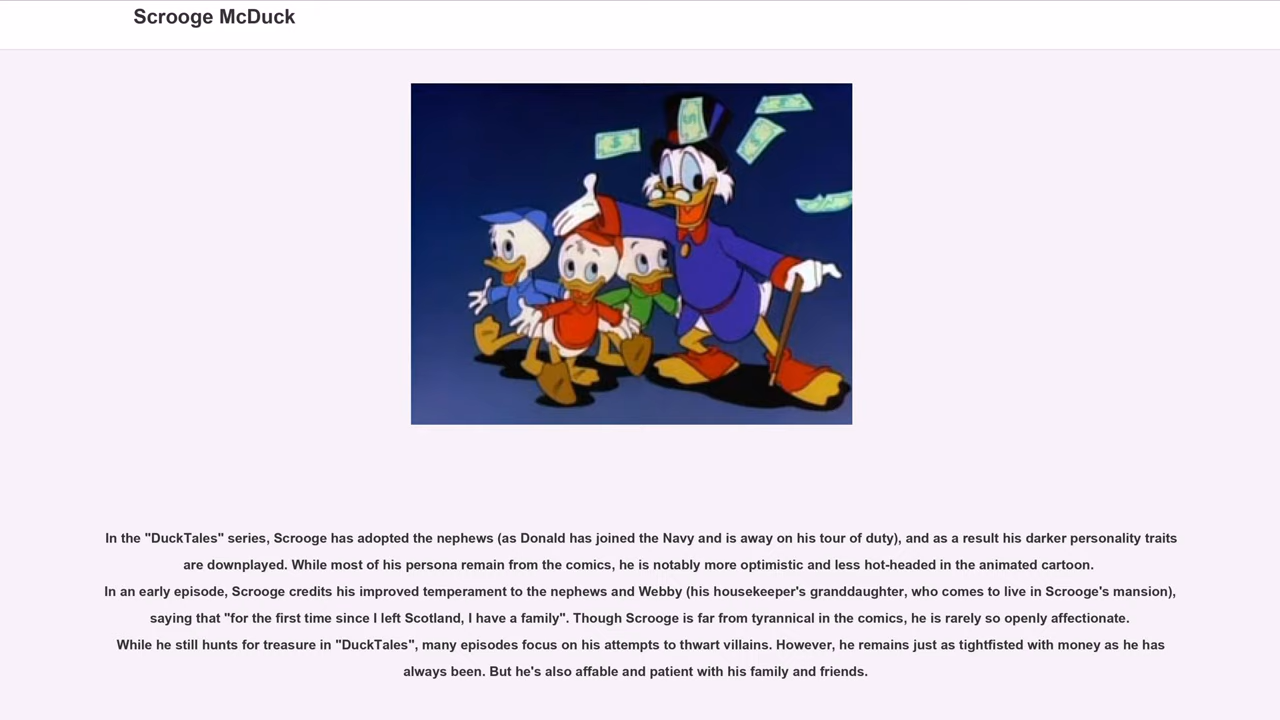 Scrooge McDuck
In the "DuckTales" series, Scrooge has adopted the nephews (as Donald has joined the Navy and is away on his tour of duty), and as a result his darker personality traits
are downplayed. While most of his persona remain from the comics, he is notably more optimistic and less hot-headed in the animated cartoon.
In an early episode, Scrooge credits his improved temperament to the nephews and Webby (his housekeeper's granddaughter, who comes to live in Scrooge's mansion),
saying that "for the first time since I left Scotland, I have a family". Though Scrooge is far from tyrannical in the comics, he is rarely so openly affectionate.
While he still hunts for treasure in "DuckTales", many episodes focus on his attempts to thwart villains. However, he remains just as tightfisted with money as he has
always been. But he's also affable and patient with his family and friends.